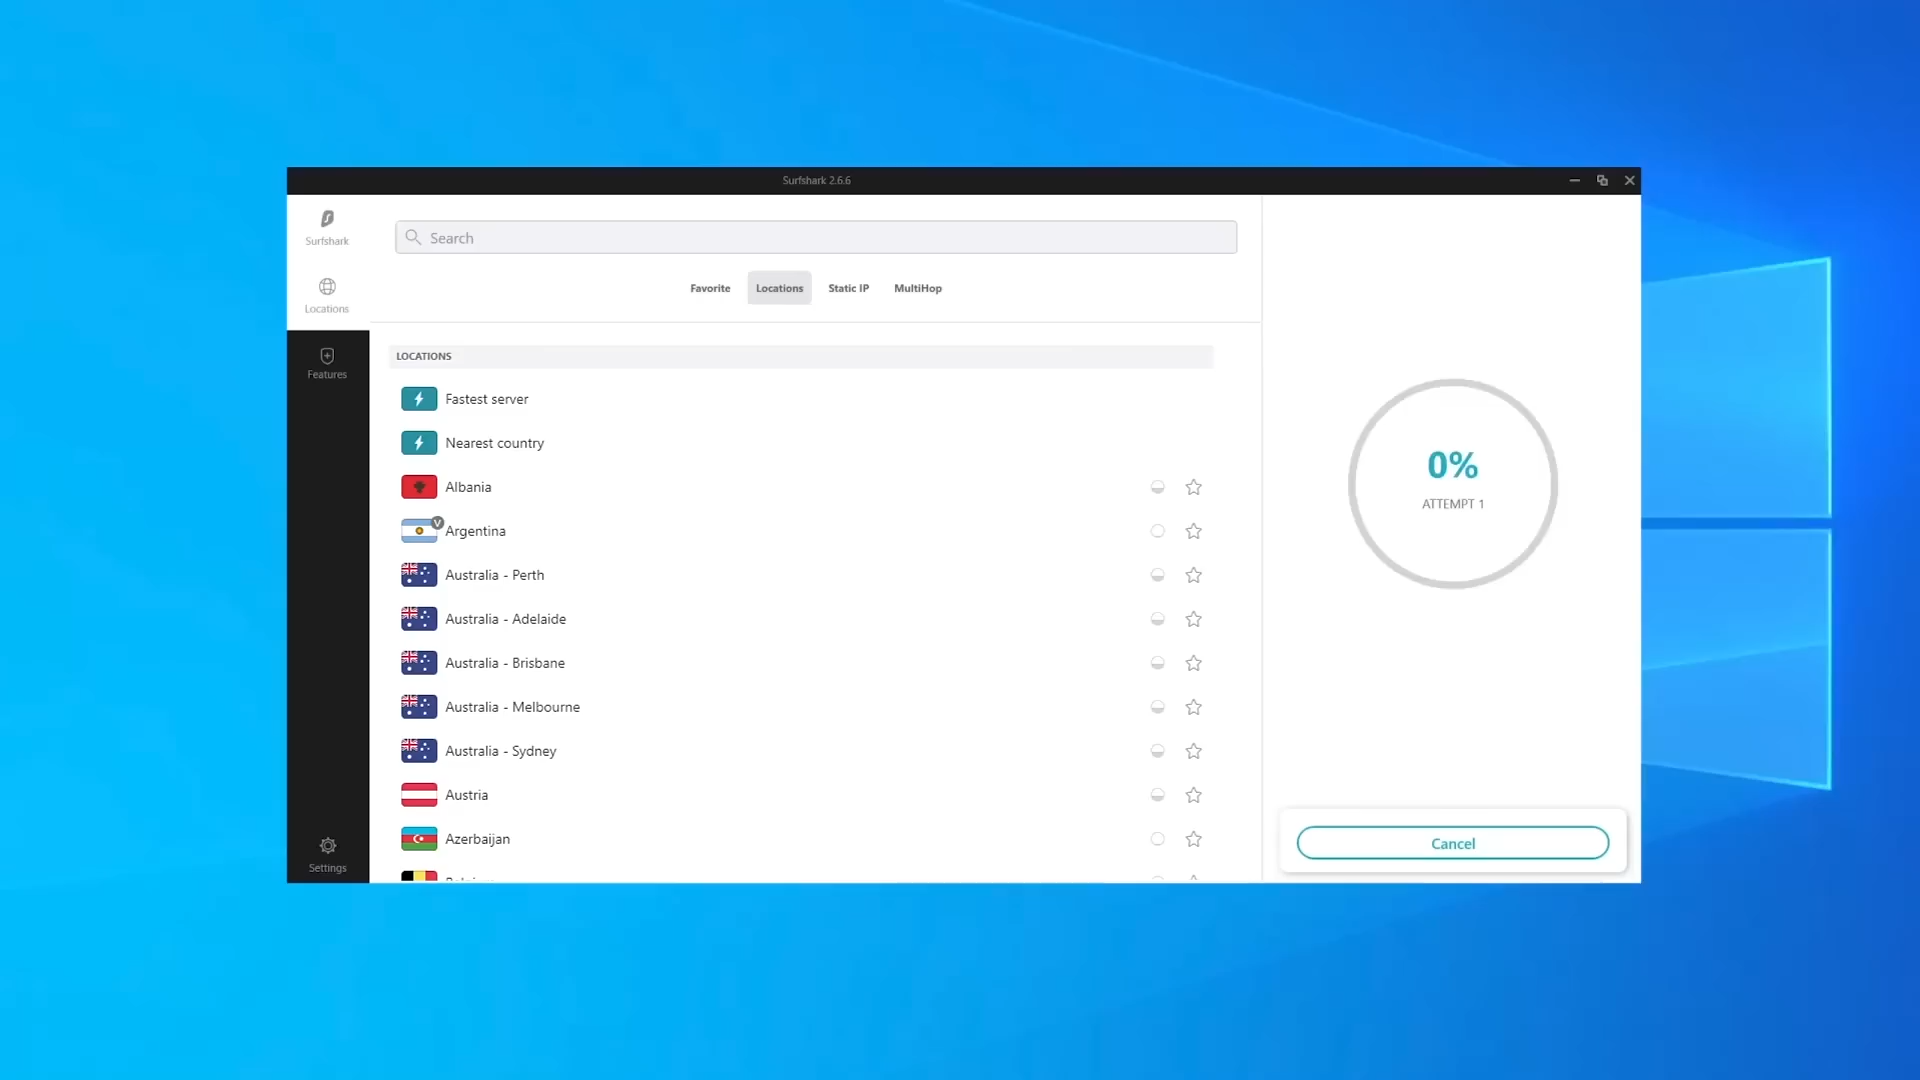 Surfshark 2.6.6
Surfshark
Locations
Features
Settings
Search
Favorite
Locations
Static IP
MultiHop
LOCATIONS
Fastest server
Nearest country
Albania
V
Argentina
Australia - Perth
Australia - Adelaide
Australia - Brisbane
Australia - Melbourne
Australia - Sydney
Austria
Azerbaijan
0%
ATTEMPT 1
Cancel